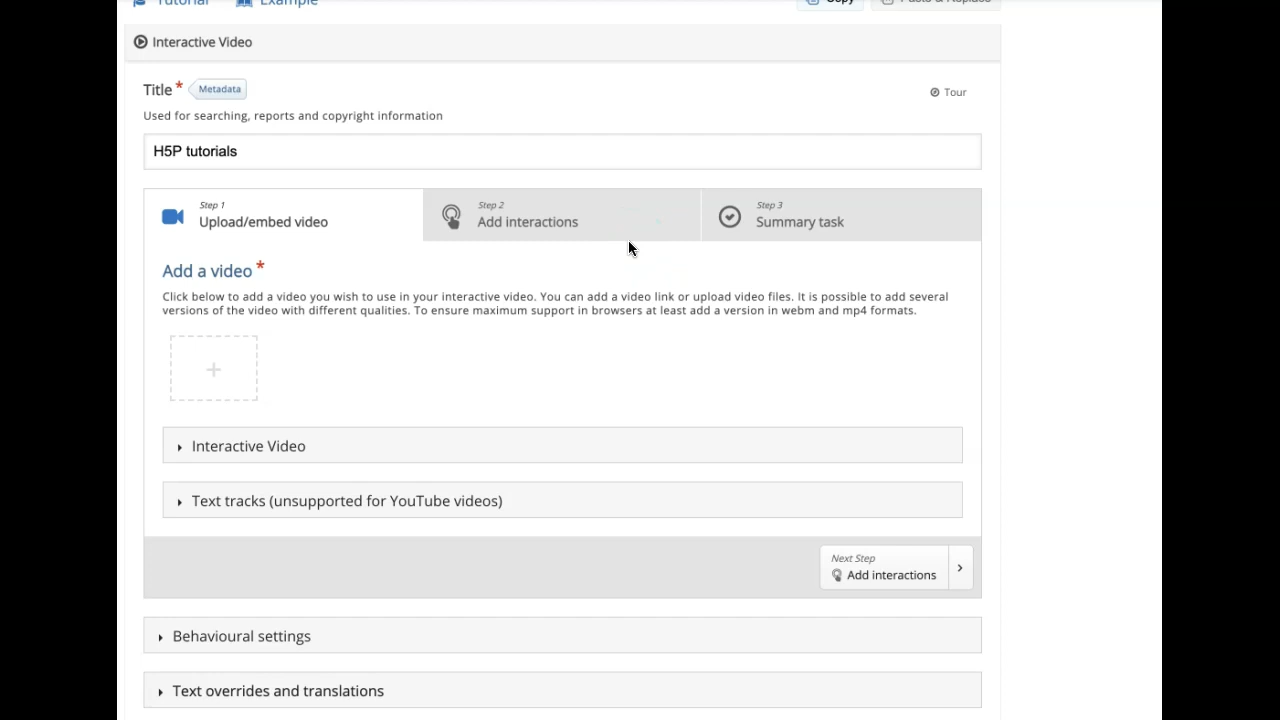 Tutorial Example Copy Paste & Replace
Interactive Video
Title * Metadata
Tour
Used for searching, reports and copyright information
H5P tutorials
Step 1
Upload/embed video
Step 2
Add interactions
Step 3
Summary task
Add a video *
Click below to add a video you wish to use in your interactive video. You can add a video link or upload video files. It is possible to add several
versions of the video with different qualities. To ensure maximum support in browsers at least add a version in webm and mp4 formats.
+
Interactive Video
Text tracks (unsupported for YouTube videos)
Next Step
Add interactions
Behavioural settings
Text overrides and translations